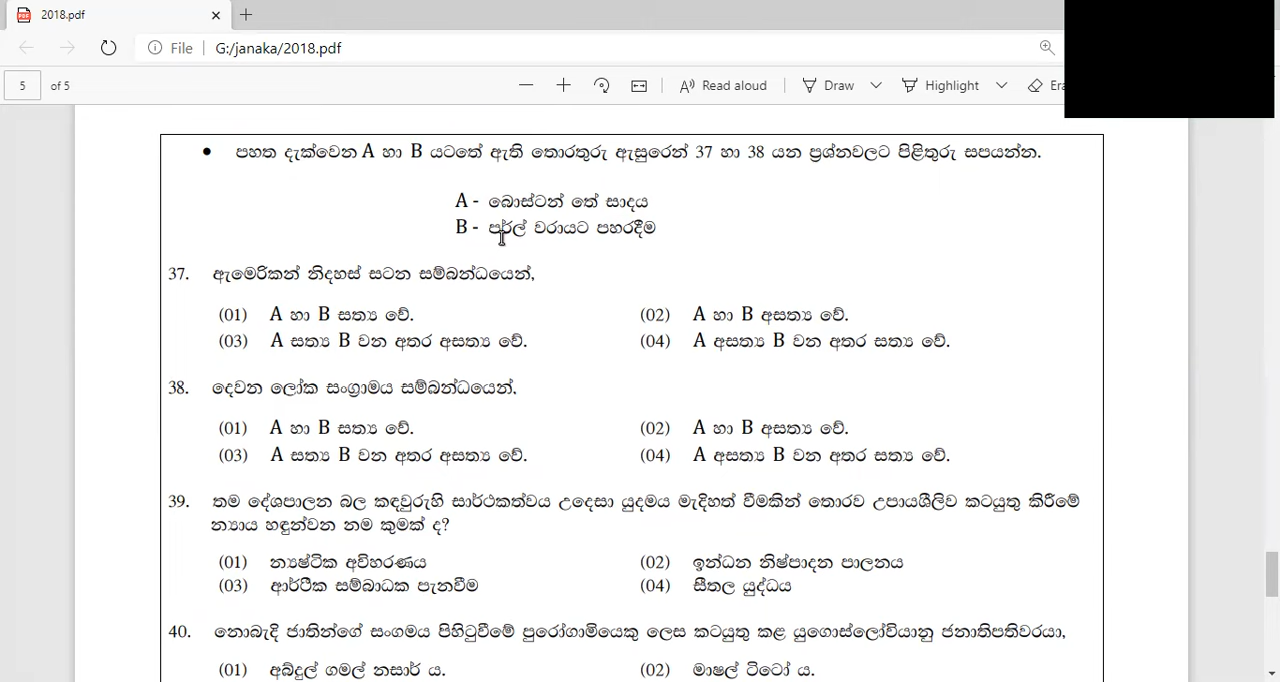 2018.pdf
File G:/janaka/2018.pdf
5 of 5 Read aloud Draw Highlight Era
• පහත දැක්වෙන A හා B යටතේ ඇති තොරතුරු ඇසුරෙන් 37 හා 38 යන ප්‍රශ්නවලට පිළිතුරු සපයන්න.
A - බොස්ටන් තේ සාදය
B - පර්ල් වරායට පහරදීම
37. ඇමෙරිකන් නිදහස් සටන සම්බන්ධයෙන්,
(01) A හා B සත්‍ය වේ. (02) A හා B අසත්‍ය වේ.
(03) A සත්‍ය B වන අතර අසත්‍ය වේ. (04) A අසත්‍ය B වන අතර සත්‍ය වේ.
38. දෙවන ලෝක සංග්‍රාමය සම්බන්ධයෙන්,
(01) A හා B සත්‍ය වේ. (02) A හා B අසත්‍ය වේ.
(03) A සත්‍ය B වන අතර අසත්‍ය වේ. (04) A අසත්‍ය B වන අතර සත්‍ය වේ.
39. තම දේශපාලන බල කඳවුරුහි සාර්ථකත්වය උදෙසා යුදමය මැදිහත් වීමකින් තොරව උපායශීලිව කටයුතු කිරීමේ
න්‍යාය හඳුන්වන නම කුමක් ද?
(01) න්‍යෂ්ටික අවිහරණය (02) ඉන්ධන නිෂ්පාදන පාලනය
(03) ආර්ථික සම්බාධක පැනවීම (04) සීතල යුද්ධය
40. නොබැදි ජාතින්ගේ සංගමය පිහිටුවීමේ පුරෝගාමියෙකු ලෙස කටයුතු කළ යුගොස්ලෝවියානු ජනාතිපතිවරයා,
(01) අබ්දුල් ගමල් නසාර් ය. (02) මාෂල් ටිටෝ ය.